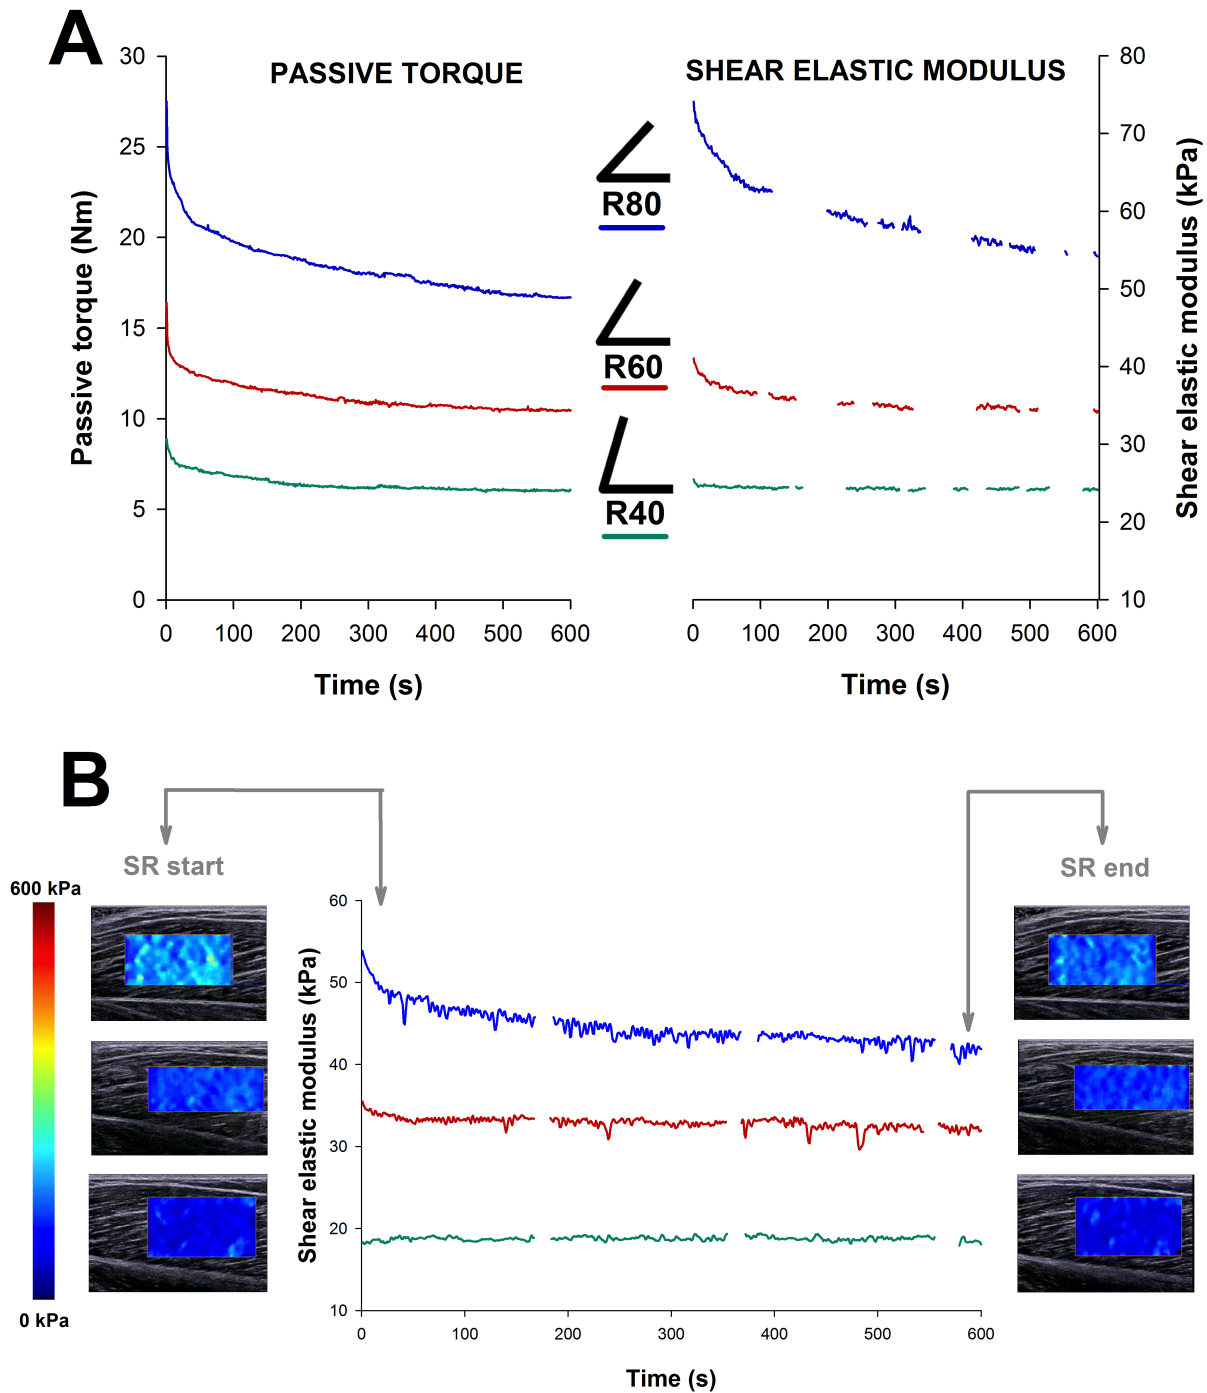 A
PASSIVE TORQUE
SHEAR ELASTIC MODULUS
Passive torque (Nm)
30
25
20
15
10
5
0
0 100 200 300 400 500 600
Time (s)
R80
R60
R40
80
70
60
50
40
30
20
10
Shear elastic modulus (kPa)
0 100 200 300 400 500 600
Time (s)
B
SR start
SR end
600 kPa
0 kPa
Shear elastic modulus (kPa)
60
50
40
30
20
10
0 100 200 300 400 500 600
Time (s)